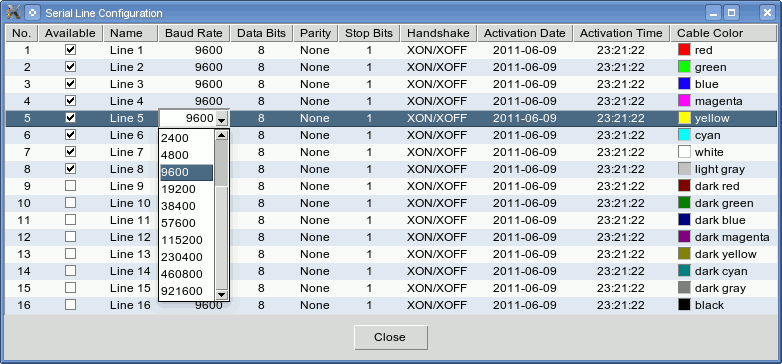 Serial Line Configuration
No. Available Name Baud Rate Data Bits Parity Stop Bits Handshake Activation Date Activation Time Cable Color
1 Line 1 9600 8 None 1 XON/XOFF 2011-06-09 23:21:22 red
2 Line 2 9600 8 None 1 XON/XOFF 2011-06-09 23:21:22 green
3 Line 3 9600 8 None 1 XON/XOFF 2011-06-09 23:21:22 blue
4 Line 4 9600 8 None 1 XON/XOFF 2011-06-09 23:21:22 magenta
5 Line 5 9600 8 None 1 XON/XOFF 2011-06-09 23:21:22 yellow
6 Line 6 2400 8 None 1 XON/XOFF 2011-06-09 23:21:22 cyan
7 Line 7 4800 8 None 1 XON/XOFF 2011-06-09 23:21:22 white
8 Line 8 9600 8 None 1 XON/XOFF 2011-06-09 23:21:22 light gray
9 Line 9 19200 8 None 1 XON/XOFF 2011-06-09 23:21:22 dark red
10 Line 10 38400 8 None 1 XON/XOFF 2011-06-09 23:21:22 dark green
11 Line 11 57600 8 None 1 XON/XOFF 2011-06-09 23:21:22 dark blue
12 Line 12 115200 8 None 1 XON/XOFF 2011-06-09 23:21:22 dark magenta
13 Line 13 230400 8 None 1 XON/XOFF 2011-06-09 23:21:22 dark yellow
14 Line 14 460800 8 None 1 XON/XOFF 2011-06-09 23:21:22 dark cyan
15 Line 15 921600 8 None 1 XON/XOFF 2011-06-09 23:21:22 dark gray
16 Line 16 9600 8 None 1 XON/XOFF 2011-06-09 23:21:22 black
Close